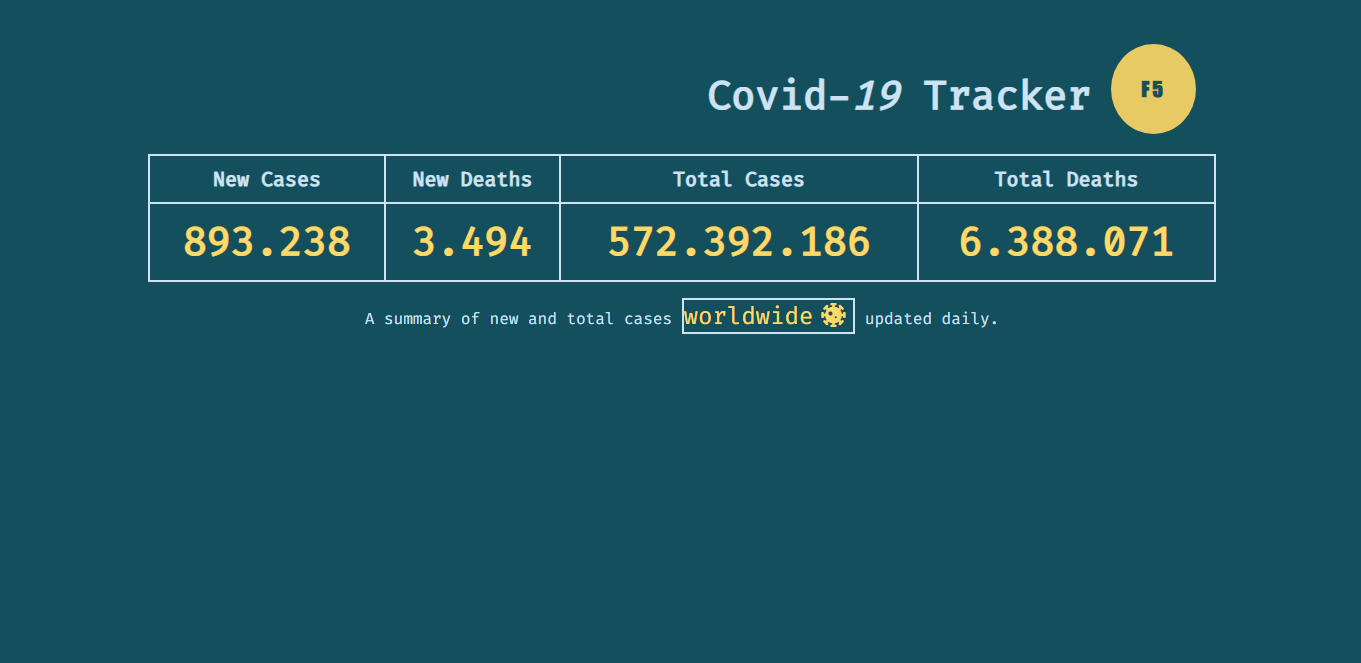 Covid-19 Tracker
F5
New Cases New Deaths Total Cases Total Deaths
893.238 3.494 572.392.186 6.388.071
A summary of new and total cases worldwide updated daily.